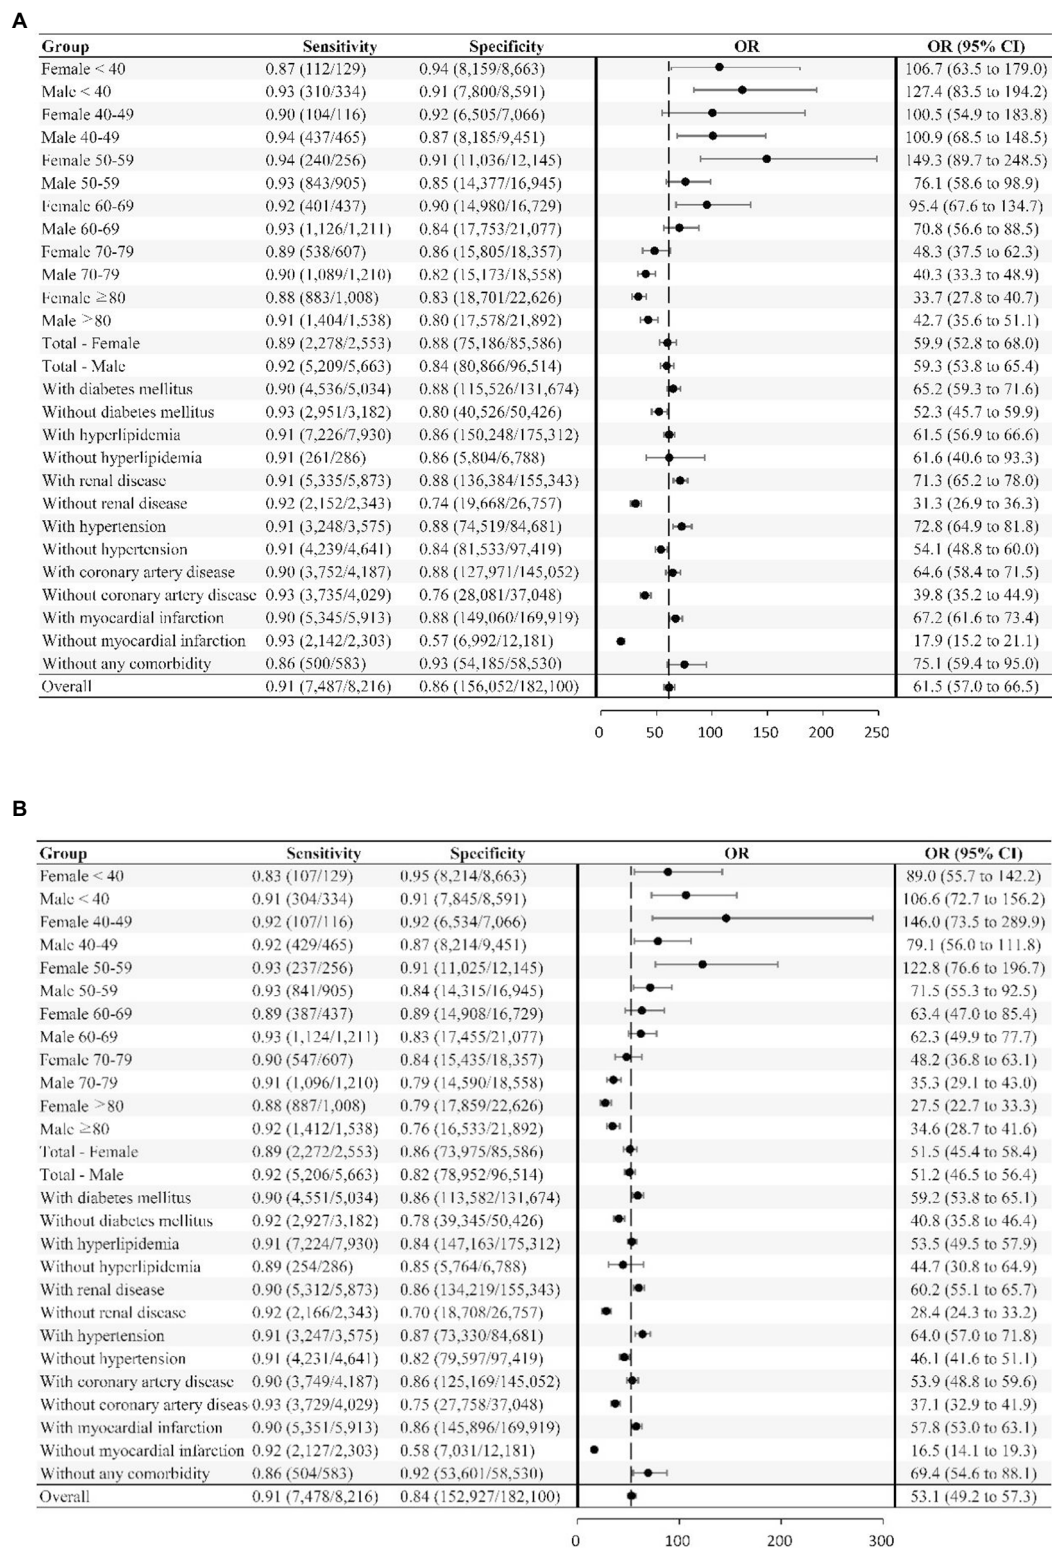 A
Group Sensitivity Specificity OR OR (95% CI)
Female < 40 0.87 (112/129) 0.94 (8,159/8,663) 106.7 (63.5 to 179.0)
Male < 40 0.93 (310/334) 0.91 (7,800/8,591) 127.4 (83.5 to 194.2)
Female 40-49 0.90 (104/116) 0.92 (6,505/7,066) 100.5 (54.9 to 183.8)
Male 40-49 0.94 (437/465) 0.87 (8,185/9,451) 100.9 (68.5 to 148.5)
Female 50-59 0.94 (240/256) 0.91 (11,036/12,145) 149.3 (89.7 to 248.5)
Male 50-59 0.93 (843/905) 0.85 (14,377/16,945) 76.1 (58.6 to 98.9)
Female 60-69 0.92 (401/437) 0.90 (14,980/16,729) 95.4 (67.6 to 134.7)
Male 60-69 0.93 (1,126/1,211) 0.84 (17,753/21,077) 70.8 (56.6 to 88.5)
Female 70-79 0.89 (538/607) 0.86 (15,805/18,357) 48.3 (37.5 to 62.3)
Male 70-79 0.90 (1,089/1,210) 0.82 (15,173/18,558) 40.3 (33.3 to 48.9)
Female ≥80 0.88 (883/1,008) 0.83 (18,701/22,626) 33.7 (27.8 to 40.7)
Male >80 0.91 (1,404/1,538) 0.80 (17,578/21,892) 42.7 (35.6 to 51.1)
Total - Female 0.89 (2,278/2,553) 0.88 (75,186/85,586) 59.9 (52.8 to 68.0)
Total - Male 0.92 (5,209/5,663) 0.84 (80,866/96,514) 59.3 (53.8 to 65.4)
With diabetes mellitus 0.90 (4,536/5,034) 0.88 (115,526/131,674) 65.2 (59.3 to 71.6)
Without diabetes mellitus 0.93 (2,951/3,182) 0.80 (40,526/50,426) 52.3 (45.7 to 59.9)
With hyperlipidemia 0.91 (7,226/7,930) 0.86 (150,248/175,312) 61.5 (56.9 to 66.6)
Without hyperlipidemia 0.91 (261/286) 0.86 (5,804/6,788) 61.6 (40.6 to 93.3)
With renal disease 0.91 (5,335/5,873) 0.88 (136,384/155,343) 71.3 (65.2 to 78.0)
Without renal disease 0.92 (2,152/2,343) 0.74 (19,668/26,757) 31.3 (26.9 to 36.3)
With hypertension 0.91 (3,248/3,575) 0.88 (74,519/84,681) 72.8 (64.9 to 81.8)
Without hypertension 0.91 (4,239/4,641) 0.84 (81,533/97,419) 54.1 (48.8 to 60.0)
With coronary artery disease 0.90 (3,752/4,187) 0.88 (127,971/145,052) 64.6 (58.4 to 71.5)
Without coronary artery disease 0.93 (3,735/4,029) 0.76 (28,081/37,048) 39.8 (35.2 to 44.9)
With myocardial infarction 0.90 (5,345/5,913) 0.88 (149,060/169,919) 67.2 (61.6 to 73.4)
Without myocardial infarction 0.93 (2,142/2,303) 0.57 (6,992/12,181) 17.9 (15.2 to 21.1)
Without any comorbidity 0.86 (500/583) 0.93 (54,185/58,530) 75.1 (59.4 to 95.0)
Overall 0.91 (7,487/8,216) 0.86 (156,052/182,100) 61.5 (57.0 to 66.5)
0 50 100 150 200 250
B
Group Sensitivity Specificity OR OR (95% CI)
Female < 40 0.83 (107/129) 0.95 (8,214/8,663) 89.0 (55.7 to 142.2)
Male < 40 0.91 (304/334) 0.91 (7,845/8,591) 106.6 (72.7 to 156.2)
Female 40-49 0.92 (107/116) 0.92 (6,534/7,066) 146.0 (73.5 to 289.9)
Male 40-49 0.92 (429/465) 0.87 (8,214/9,451) 79.1 (56.0 to 111.8)
Female 50-59 0.93 (237/256) 0.91 (11,025/12,145) 122.8 (76.6 to 196.7)
Male 50-59 0.93 (841/905) 0.84 (14,315/16,945) 71.5 (55.3 to 92.5)
Female 60-69 0.89 (387/437) 0.89 (14,908/16,729) 63.4 (47.0 to 85.4)
Male 60-69 0.93 (1,124/1,211) 0.83 (17,455/21,077) 62.3 (49.9 to 77.7)
Female 70-79 0.90 (547/607) 0.84 (15,435/18,357) 48.2 (36.8 to 63.1)
Male 70-79 0.91 (1,096/1,210) 0.79 (14,590/18,558) 35.3 (29.1 to 43.0)
Female >80 0.88 (887/1,008) 0.79 (17,859/22,626) 27.5 (22.7 to 33.3)
Male ≥80 0.92 (1,412/1,538) 0.76 (16,533/21,892) 34.6 (28.7 to 41.6)
Total - Female 0.89 (2,272/2,553) 0.86 (73,975/85,586) 51.5 (45.4 to 58.4)
Total - Male 0.92 (5,206/5,663) 0.82 (78,952/96,514) 51.2 (46.5 to 56.4)
With diabetes mellitus 0.90 (4,551/5,034) 0.86 (113,582/131,674) 59.2 (53.8 to 65.1)
Without diabetes mellitus 0.92 (2,927/3,182) 0.78 (39,345/50,426) 40.8 (35.8 to 46.4)
With hyperlipidemia 0.91 (7,224/7,930) 0.84 (147,163/175,312) 53.5 (49.5 to 57.9)
Without hyperlipidemia 0.89 (254/286) 0.85 (5,764/6,788) 44.7 (30.8 to 64.9)
With renal disease 0.90 (5,312/5,873) 0.86 (134,219/155,343) 60.2 (55.1 to 65.7)
Without renal disease 0.92 (2,166/2,343) 0.70 (18,708/26,757) 28.4 (24.3 to 33.2)
With hypertension 0.91 (3,247/3,575) 0.87 (73,330/84,681) 64.0 (57.0 to 71.8)
Without hypertension 0.91 (4,231/4,641) 0.82 (79,597/97,419) 46.1 (41.6 to 51.1)
With coronary artery disease 0.90 (3,749/4,187) 0.86 (125,169/145,052) 53.9 (48.8 to 59.6)
Without coronary artery diseas 0.93 (3,729/4,029) 0.75 (27,758/37,048) 37.1 (32.9 to 41.9)
With myocardial infarction 0.90 (5,351/5,913) 0.86 (145,896/169,919) 57.8 (53.0 to 63.1)
Without myocardial infarction 0.92 (2,127/2,303) 0.58 (7,031/12,181) 16.5 (14.1 to 19.3)
Without any comorbidity 0.86 (504/583) 0.92 (53,601/58,530) 69.4 (54.6 to 88.1)
Overall 0.91 (7,478/8,216) 0.84 (152,927/182,100) 53.1 (49.2 to 57.3)
0 100 200 300